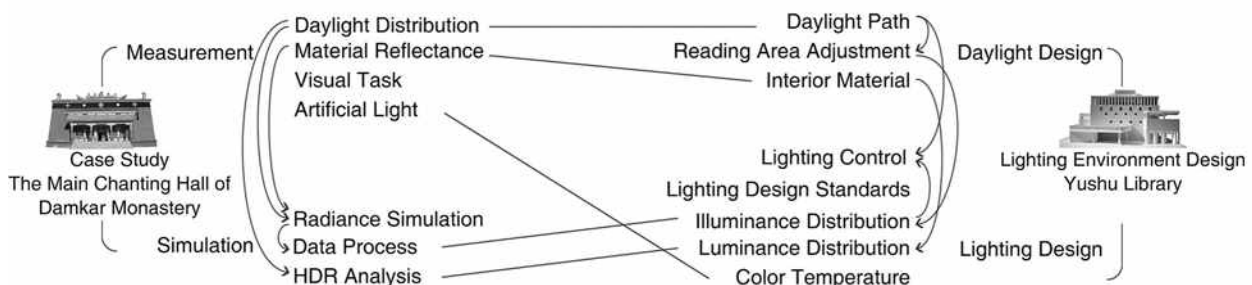 Case Study
The Main Chanting Hall of
Damkar Monastery
Measurement
Simulation
Daylight Distribution
Material Reflectance
Visual Task
Artificial Light
Radiance Simulation
Data Process
HDR Analysis
Daylight Path
Reading Area Adjustment
Interior Material
Lighting Control
Lighting Design Standards
Illuminance Distribution
Luminance Distribution
Color Temperature
Daylight Design
Lighting Design
Lighting Environment Design
Yushu Library